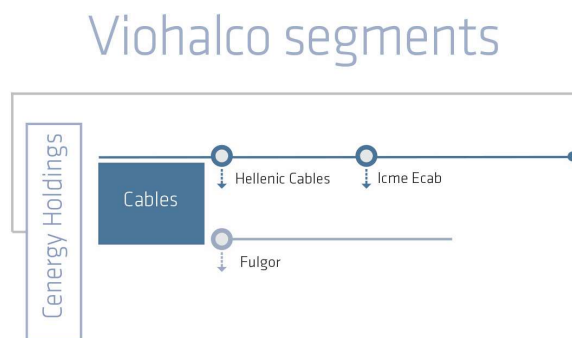 Viohalco segments
Cenergy Holdings
Cables
Hellenic Cables
Icme Ecab
Fulgor